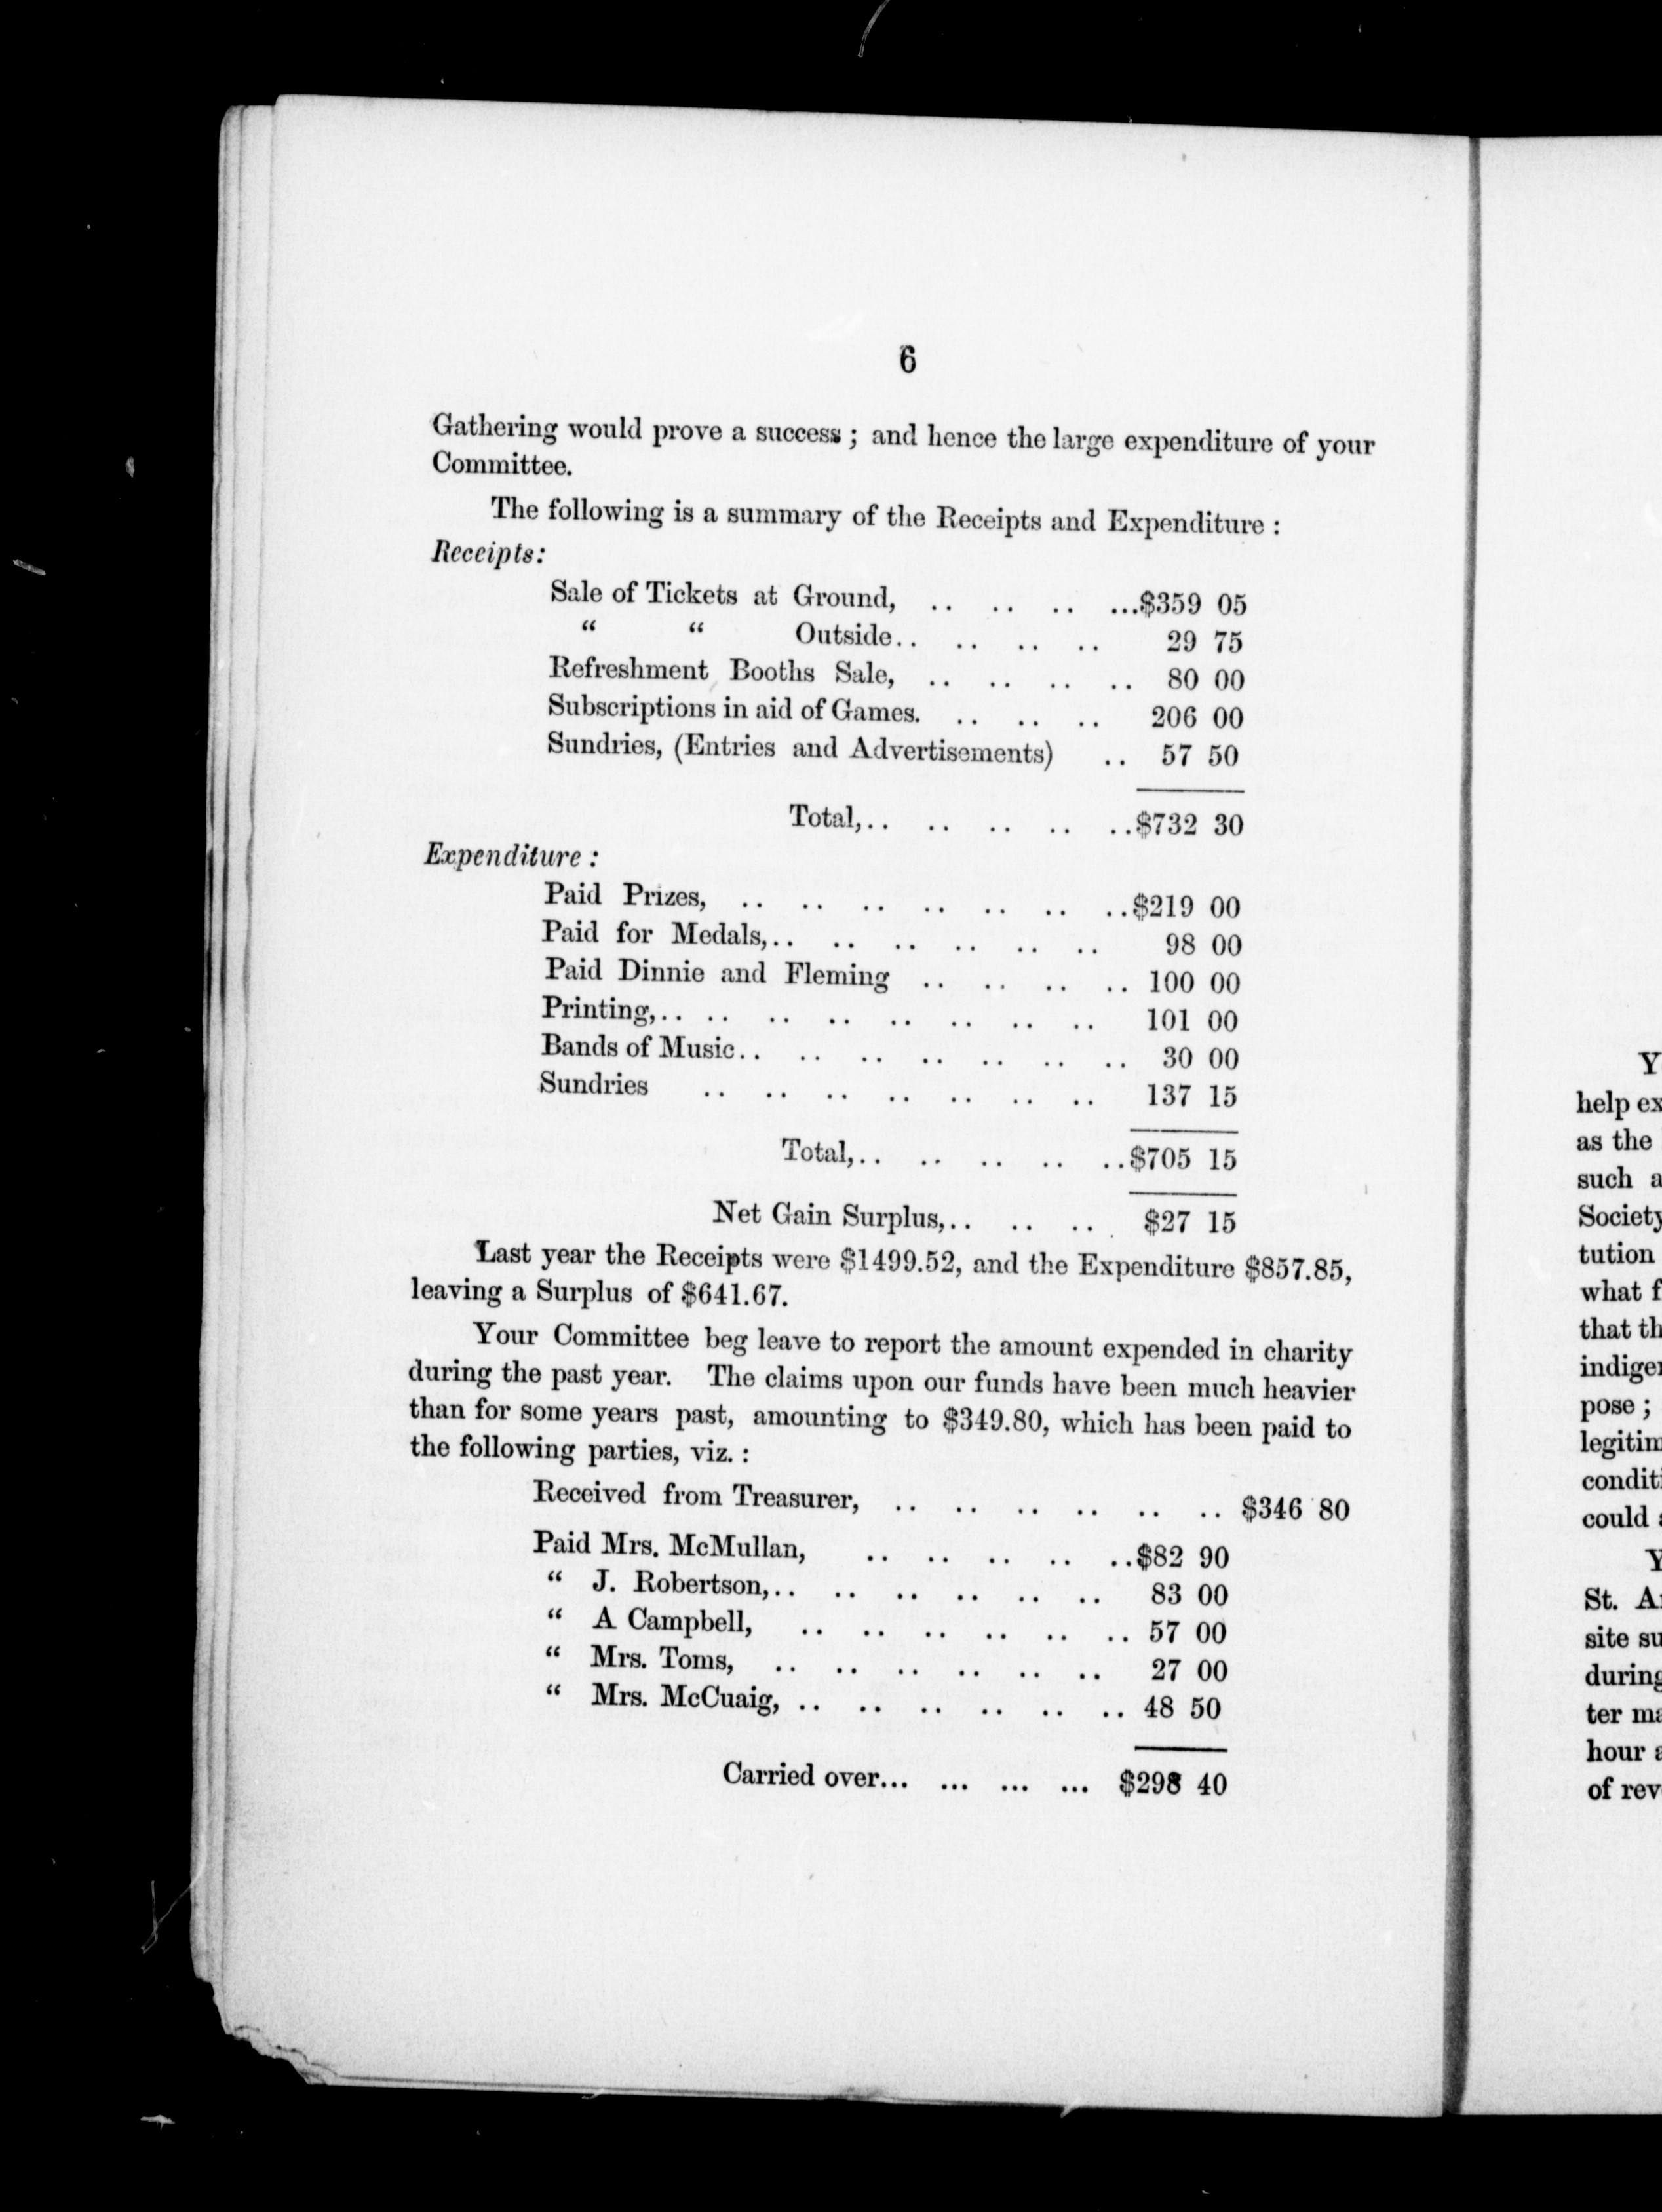 6
Gathering would prove a success ; and hence the large expenditure of your
Committee.
The following is a summary of the Receipts and Expenditure :
Receipts:
Sale of Tickets at Ground, .. .. .. ...$359 05
“ “ Outside.. .. .. .. 29 75
Refreshment Booths Sale, .. .. .. .. 80 00
Subscriptions in aid of Games. .. .. .. 206 00
Sundries, (Entries and Advertisements) .. 57 50
Total,.. .. .. .. ..$732 30
Expenditure :
Paid Prizes, .. .. .. .. .. .. ..$219 00
Paid for Medals,.. .. .. .. .. .. 98 00
Paid Dinnie and Fleming .. .. .. .. 100 00
Printing,.. .. .. .. .. .. .. .. 101 00
Bands of Music.. .. .. .. .. .. .. 30 00
Sundries .. .. .. .. .. .. .. 137 15
Total,.. .. .. .. ..$705 15
Net Gain Surplus,.. .. .. $27 15
Last year the Receipts were $1499.52, and the Expenditure $857.85,
leaving a Surplus of $641.67.
Your Committee beg leave to report the amount expended in charity
during the past year. The claims upon our funds have been much heavier
than for some years past, amounting to $349.80, which has been paid to
the following parties, viz. :
Received from Treasurer, .. .. .. .. .. .. $346 80
Paid Mrs. McMullan, .. .. .. .. ..$82 90
“ J. Robertson,.. .. .. .. .. .. 83 00
“ A Campbell, .. .. .. .. .. .. 57 00
“ Mrs. Toms, .. .. .. .. .. .. 27 00
“ Mrs. McCuaig, .. .. .. .. .. .. 48 50
Carried over... ... ... ... $298 40
Y
help ex
as the
such a
Society
tution
what f
that th
indiger
pose ;
legitim
conditi
could a
Y
St. A
site su
during
ter ma
hour a
of rev